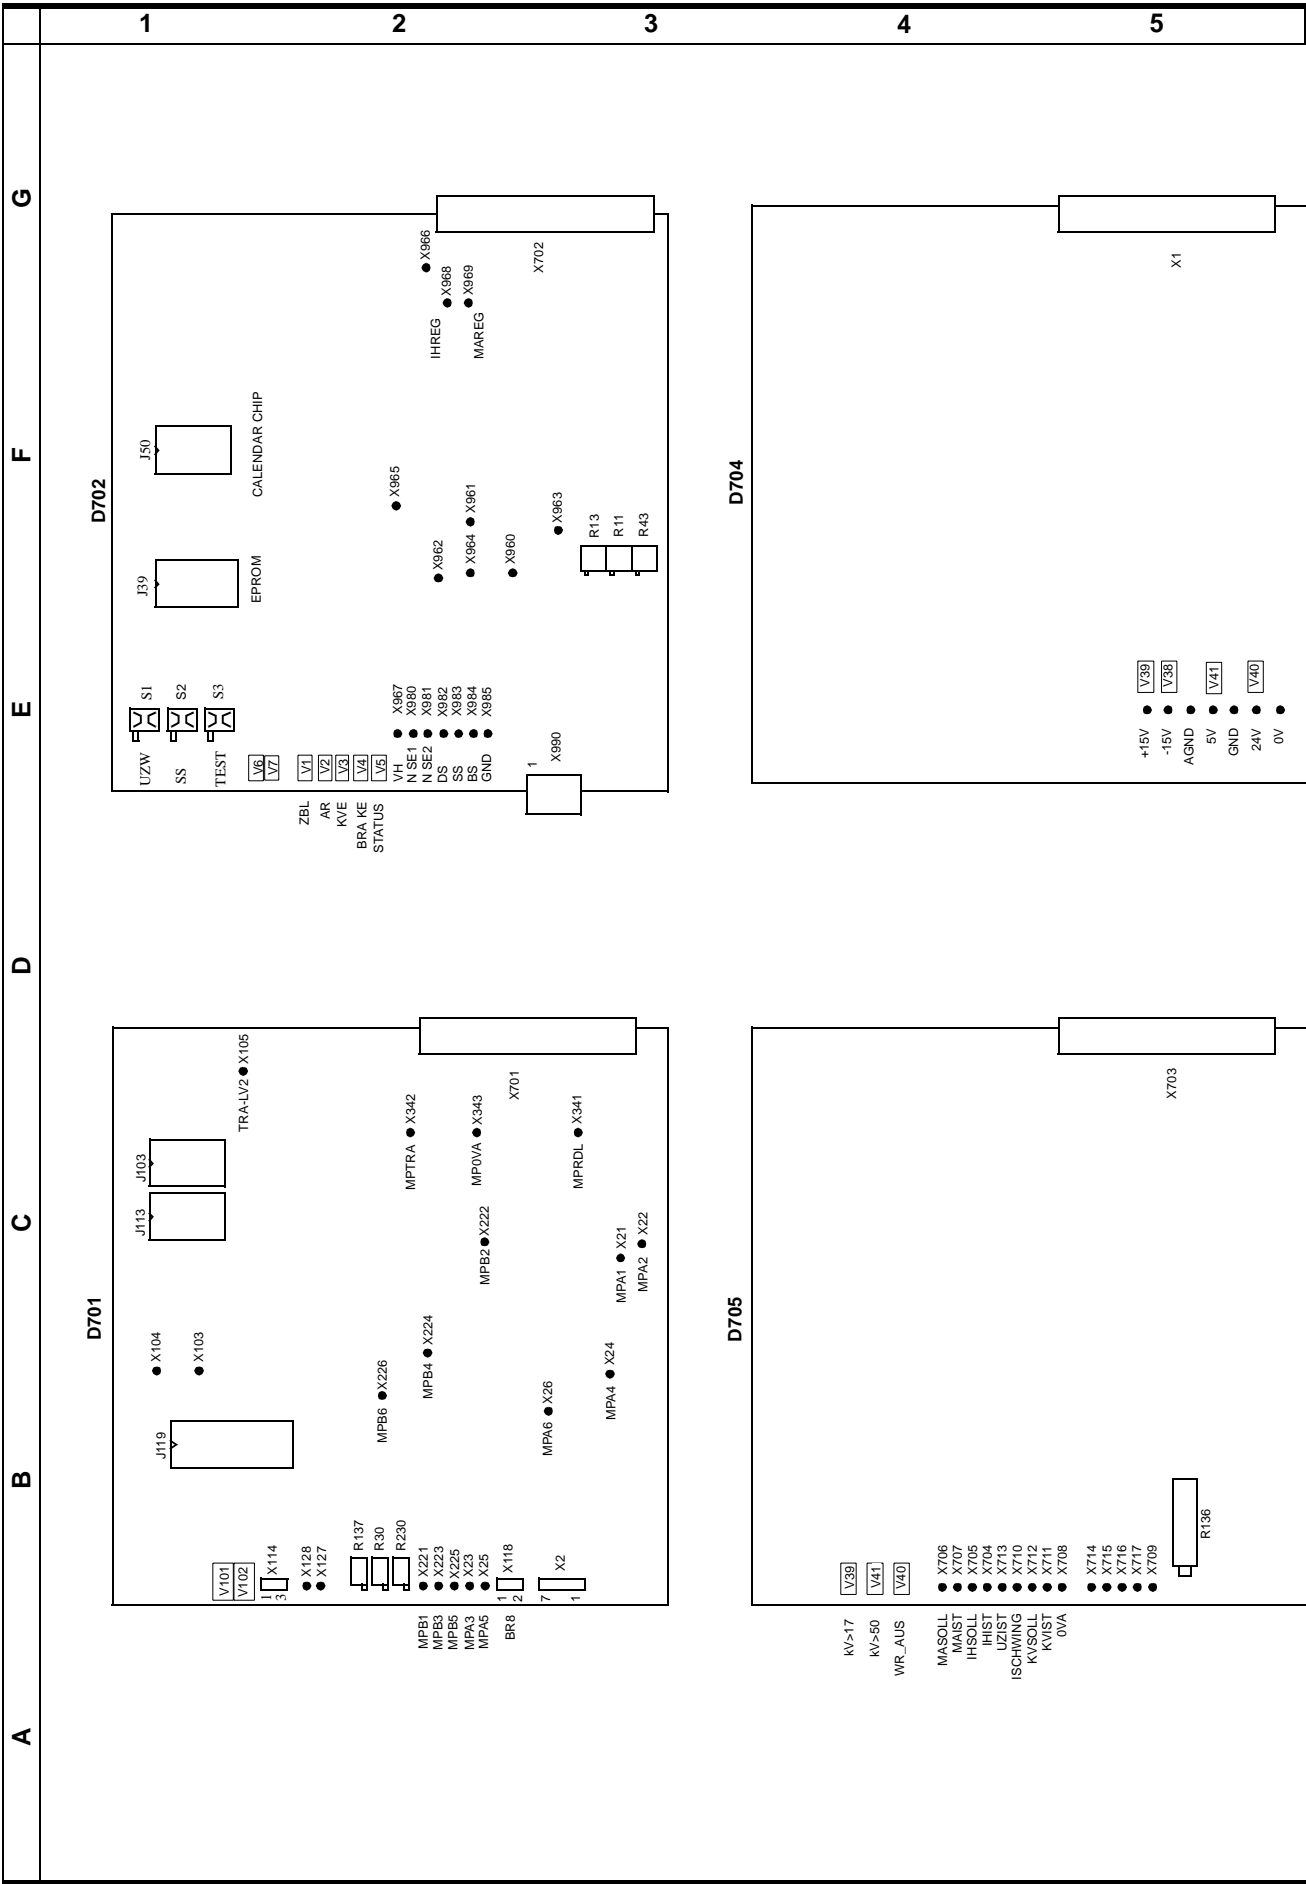 1 2 3 4 5
G
F
E
D
C
B
A
D702
J50
CALENDAR CHIP
J39
EPROM
S1
UZW
S2
SS
S3
TEST
V6
V7
ZBL V1
AR V2
KVE V3
BRA KE V4
STATUS V5
VH X967
N SE1 X980
N SE2 X981
DS X982
SS X983
BS X984
GND X985
1
X990
X966
IHREG X968
MAREG X969
X702
X965
X962
X961
X964
X960
X963
R13
R11
R43
D704
X1
+15V V39
-15V V38
AGND
5V V41
GND
24V V40
0V
D701
J103
J113
TRA-LV2 X105
X104
X103
J119
V101
V102
1
3
X114
X128
X127
R137
R30
R230
MPB1 X221
MPB3 X223
MPB5 X225
MPA3 X23
MPA5 X25
BR8
1
2
X118
7
1
X2
MPTRA X342
MP0VA X343
MPRDL X341
X701
MPB2 X222
MPB4 X224
MPB6 X226
MPA1 X21
MPA2 X22
MPA4 X24
MPA6 X26
D705
X703
kV>17 V39
kV>50 V41
WR_AUS V40
MASOLL X706
MAIST X707
IHSOLL X705
IHIST X704
UZIST X713
ISCHWING X710
KVSOLL X712
KVIST X711
0VA X708
X714
X715
X716
X717
X709
R136